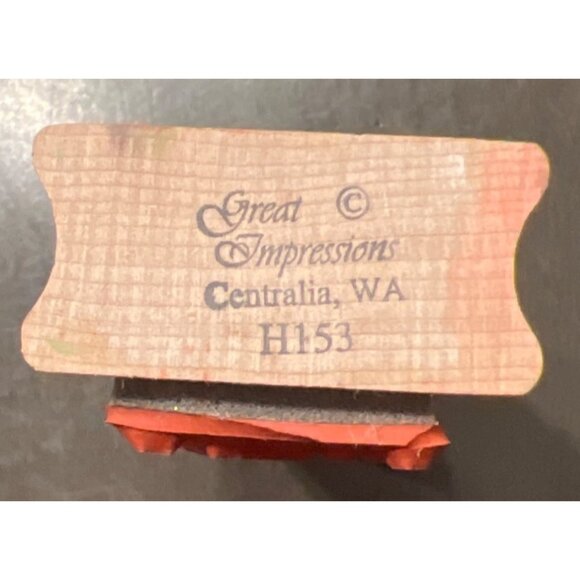 Great ©
Impressions
Centralia, WA
H153